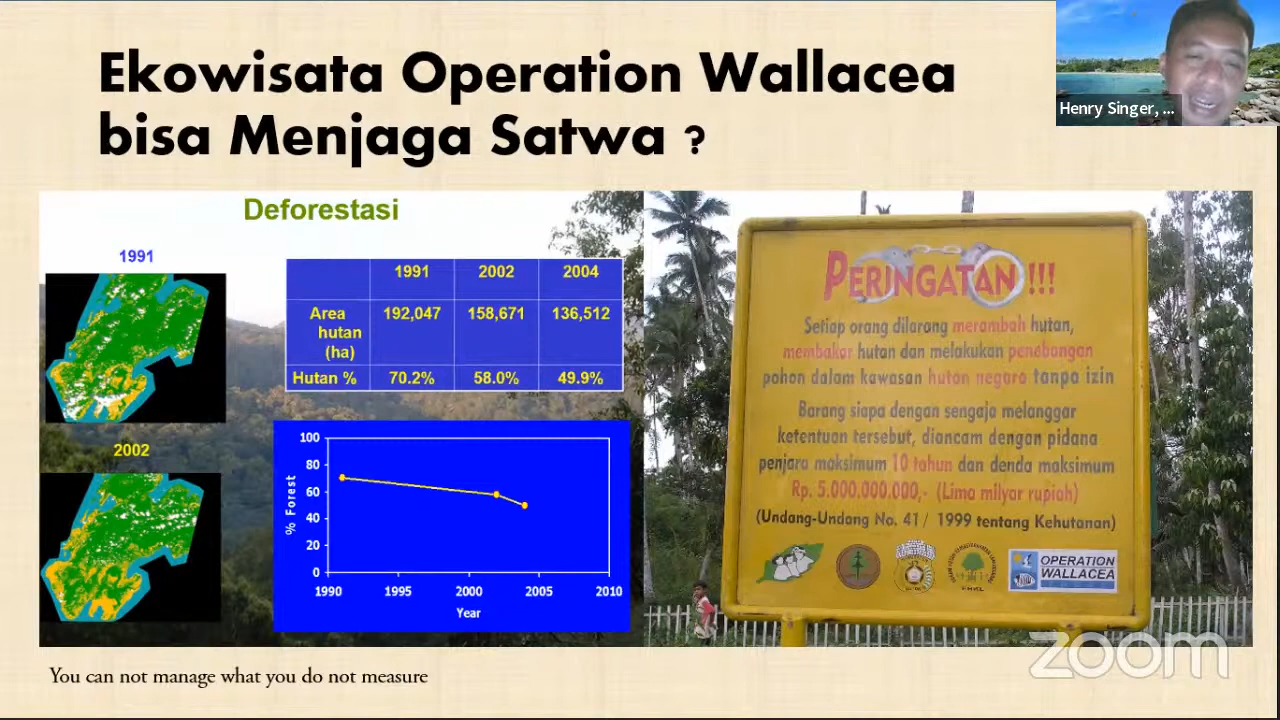 Ekowisata Operation Wallacea
bisa Menjaga Satwa ?
Henry Singer, ...
Deforestasi
1991
2002
1991 2002 2004
Area hutan (ha) 192,047 158,671 136,512
Hutan % 70.2% 58.0% 49.9%
% Forest
100
80
60
40
20
0
1990 1995 2000 2005 2010
Year
PERINGATAN !!!
Setiap orang dilarang merambah hutan,
membakar hutan dan melakukan penebangan
pohon dalam kawasan hutan negara tanpa izin
Barang siapa dengan sengaja melanggar
ketentuan tersebut, diancam dengan pidana
penjara maksimum 10 tahun dan denda maksimum
Rp. 5.000.000.000,- (Lima milyar rupiah)
(Undang-Undang No. 41/ 1999 tentang Kehutanan)
OPERATION
WALLACEA
You can not manage what you do not measure
zoom